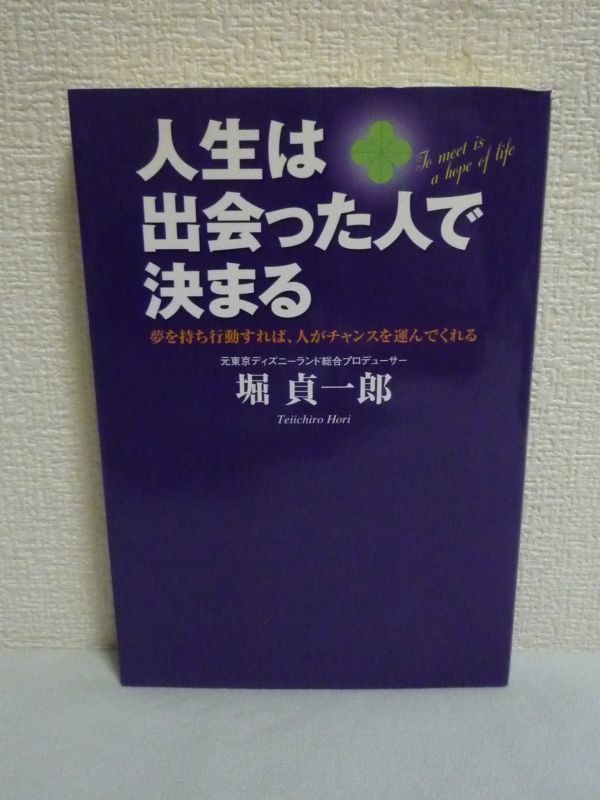 人生は
出会った人で
決まる
To meet is
a hope of life
夢を持ち行動すれば、人がチャンスを運んでくれる
元東京ディズニーランド総合プロデューサー
堀 貞一郎
Teiichiro Hori